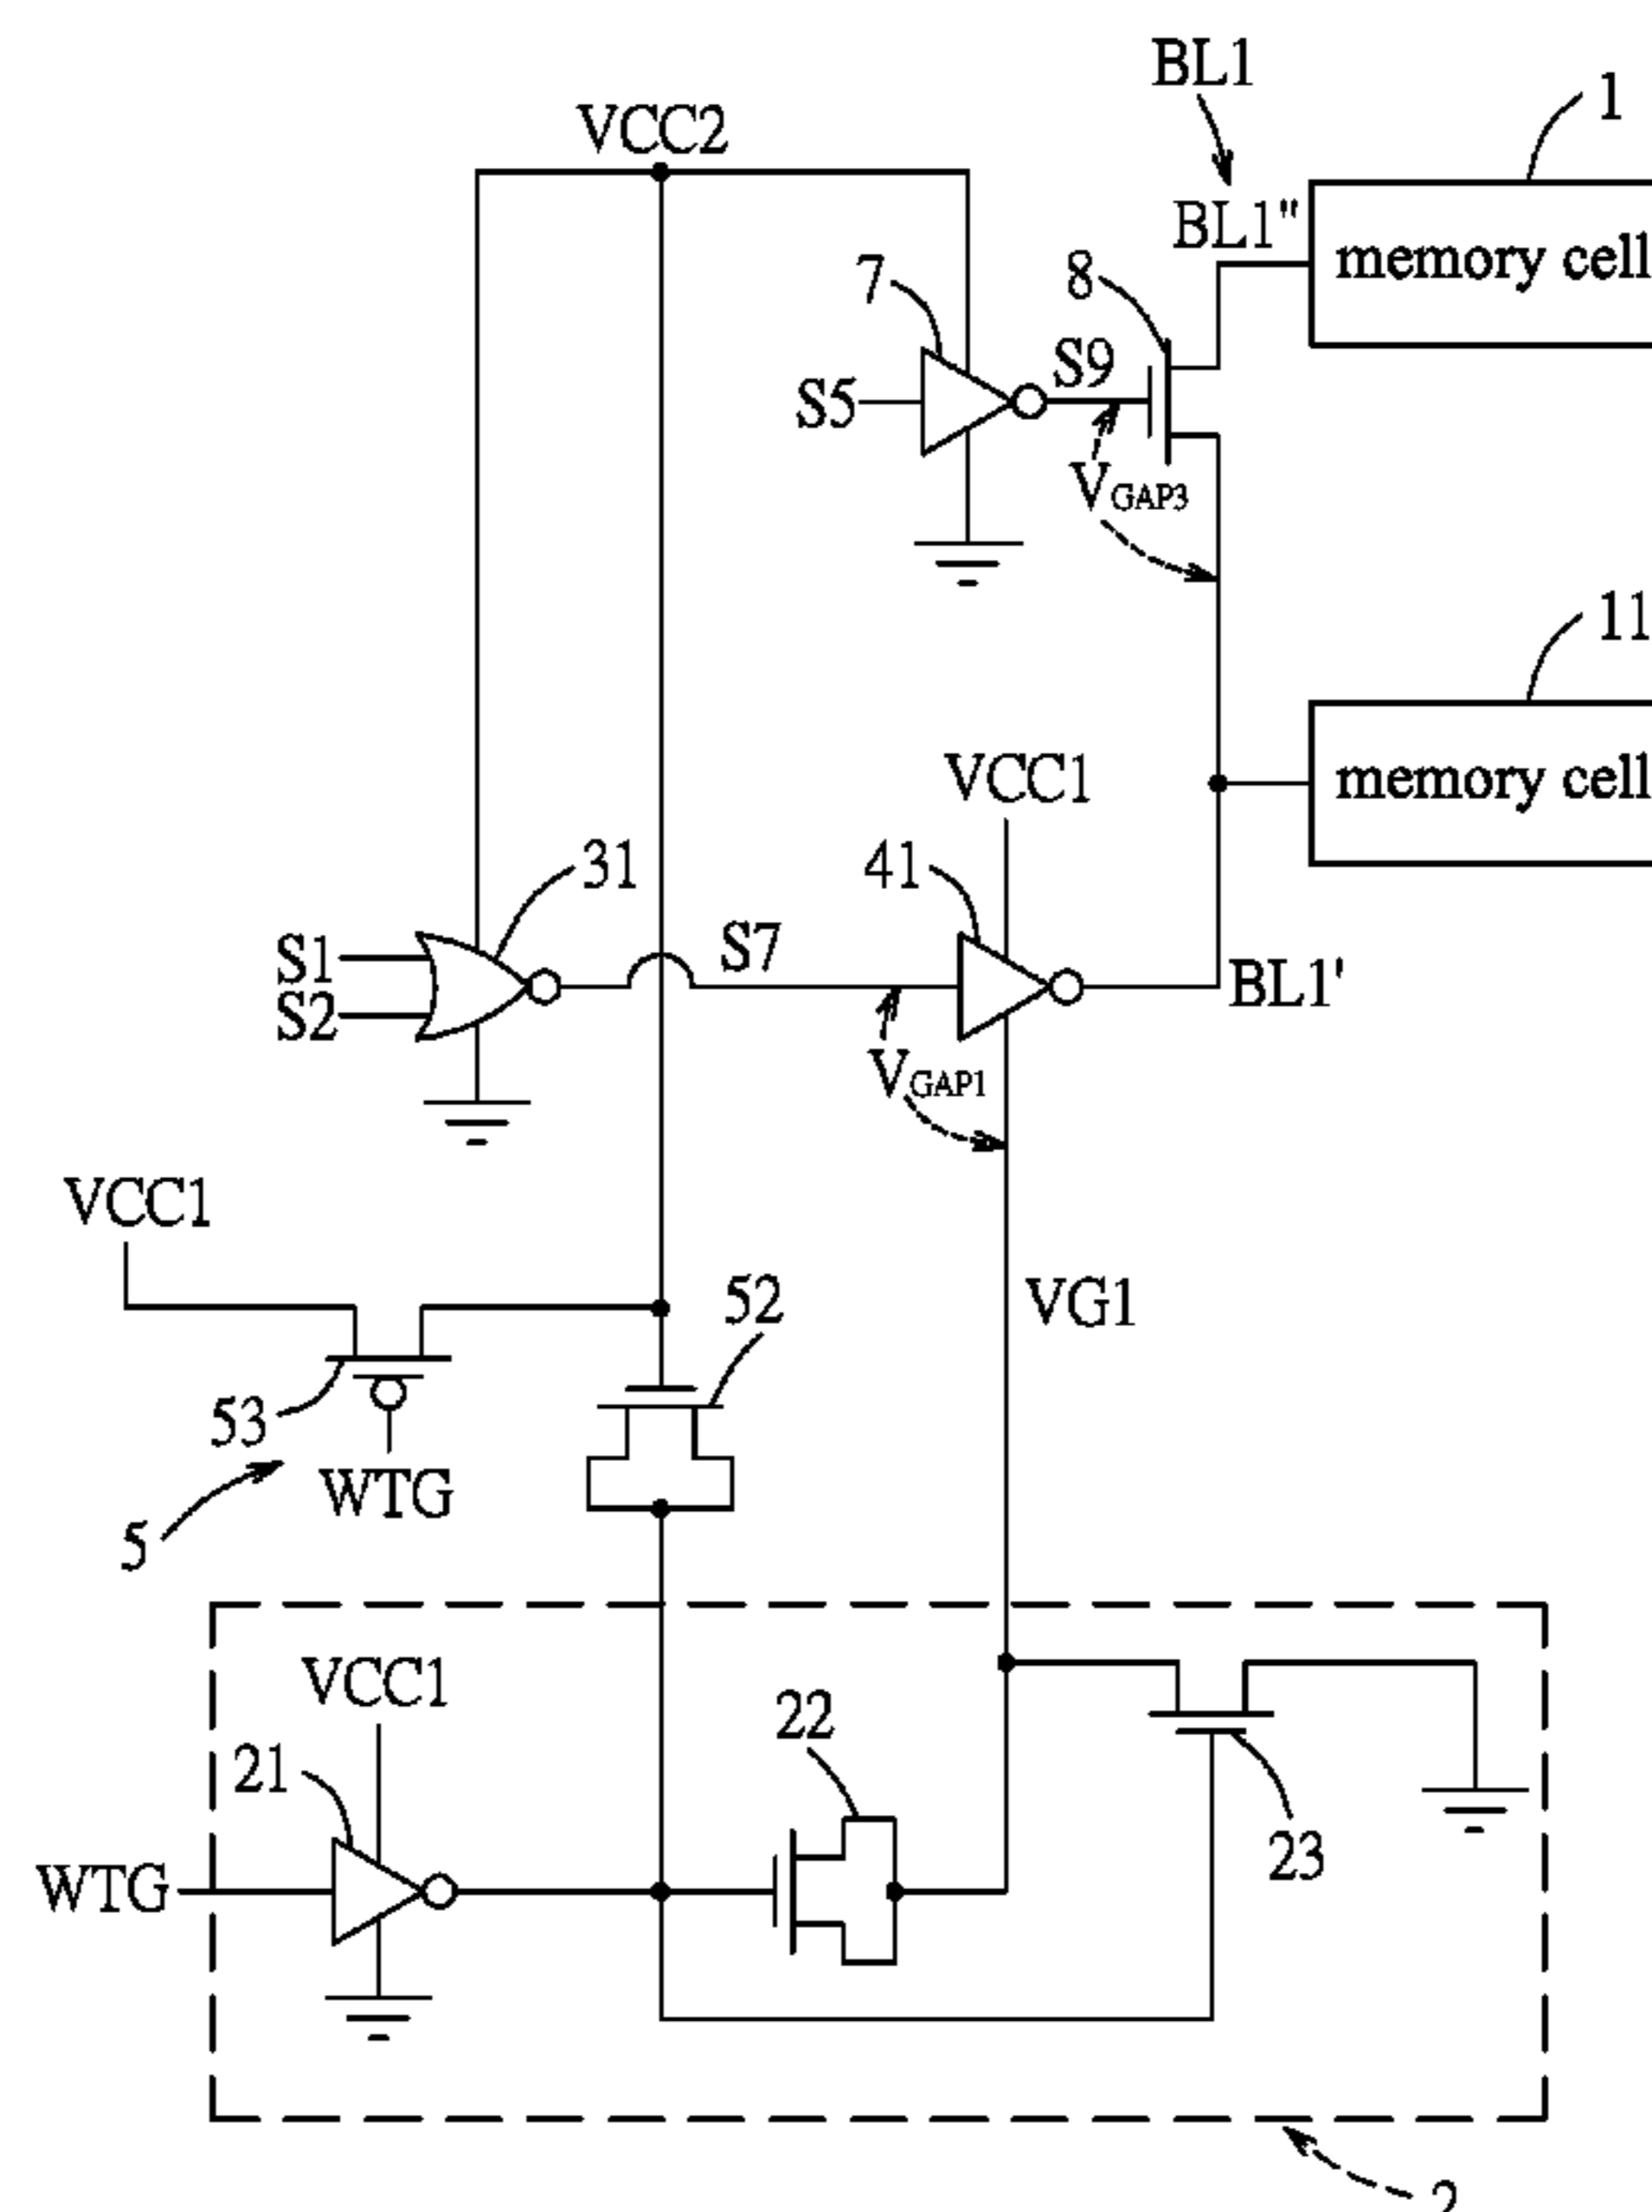 BL1
1
VCC2
BL1"
memory cell
7
8
S9
S5
VGAP3
11
VCC1
memory cell
31
41
S1
S7
BL1'
S2
VGAP1
VCC1
52
VG1
53
WTG
5
VCC1
22
21
23
WTG
2